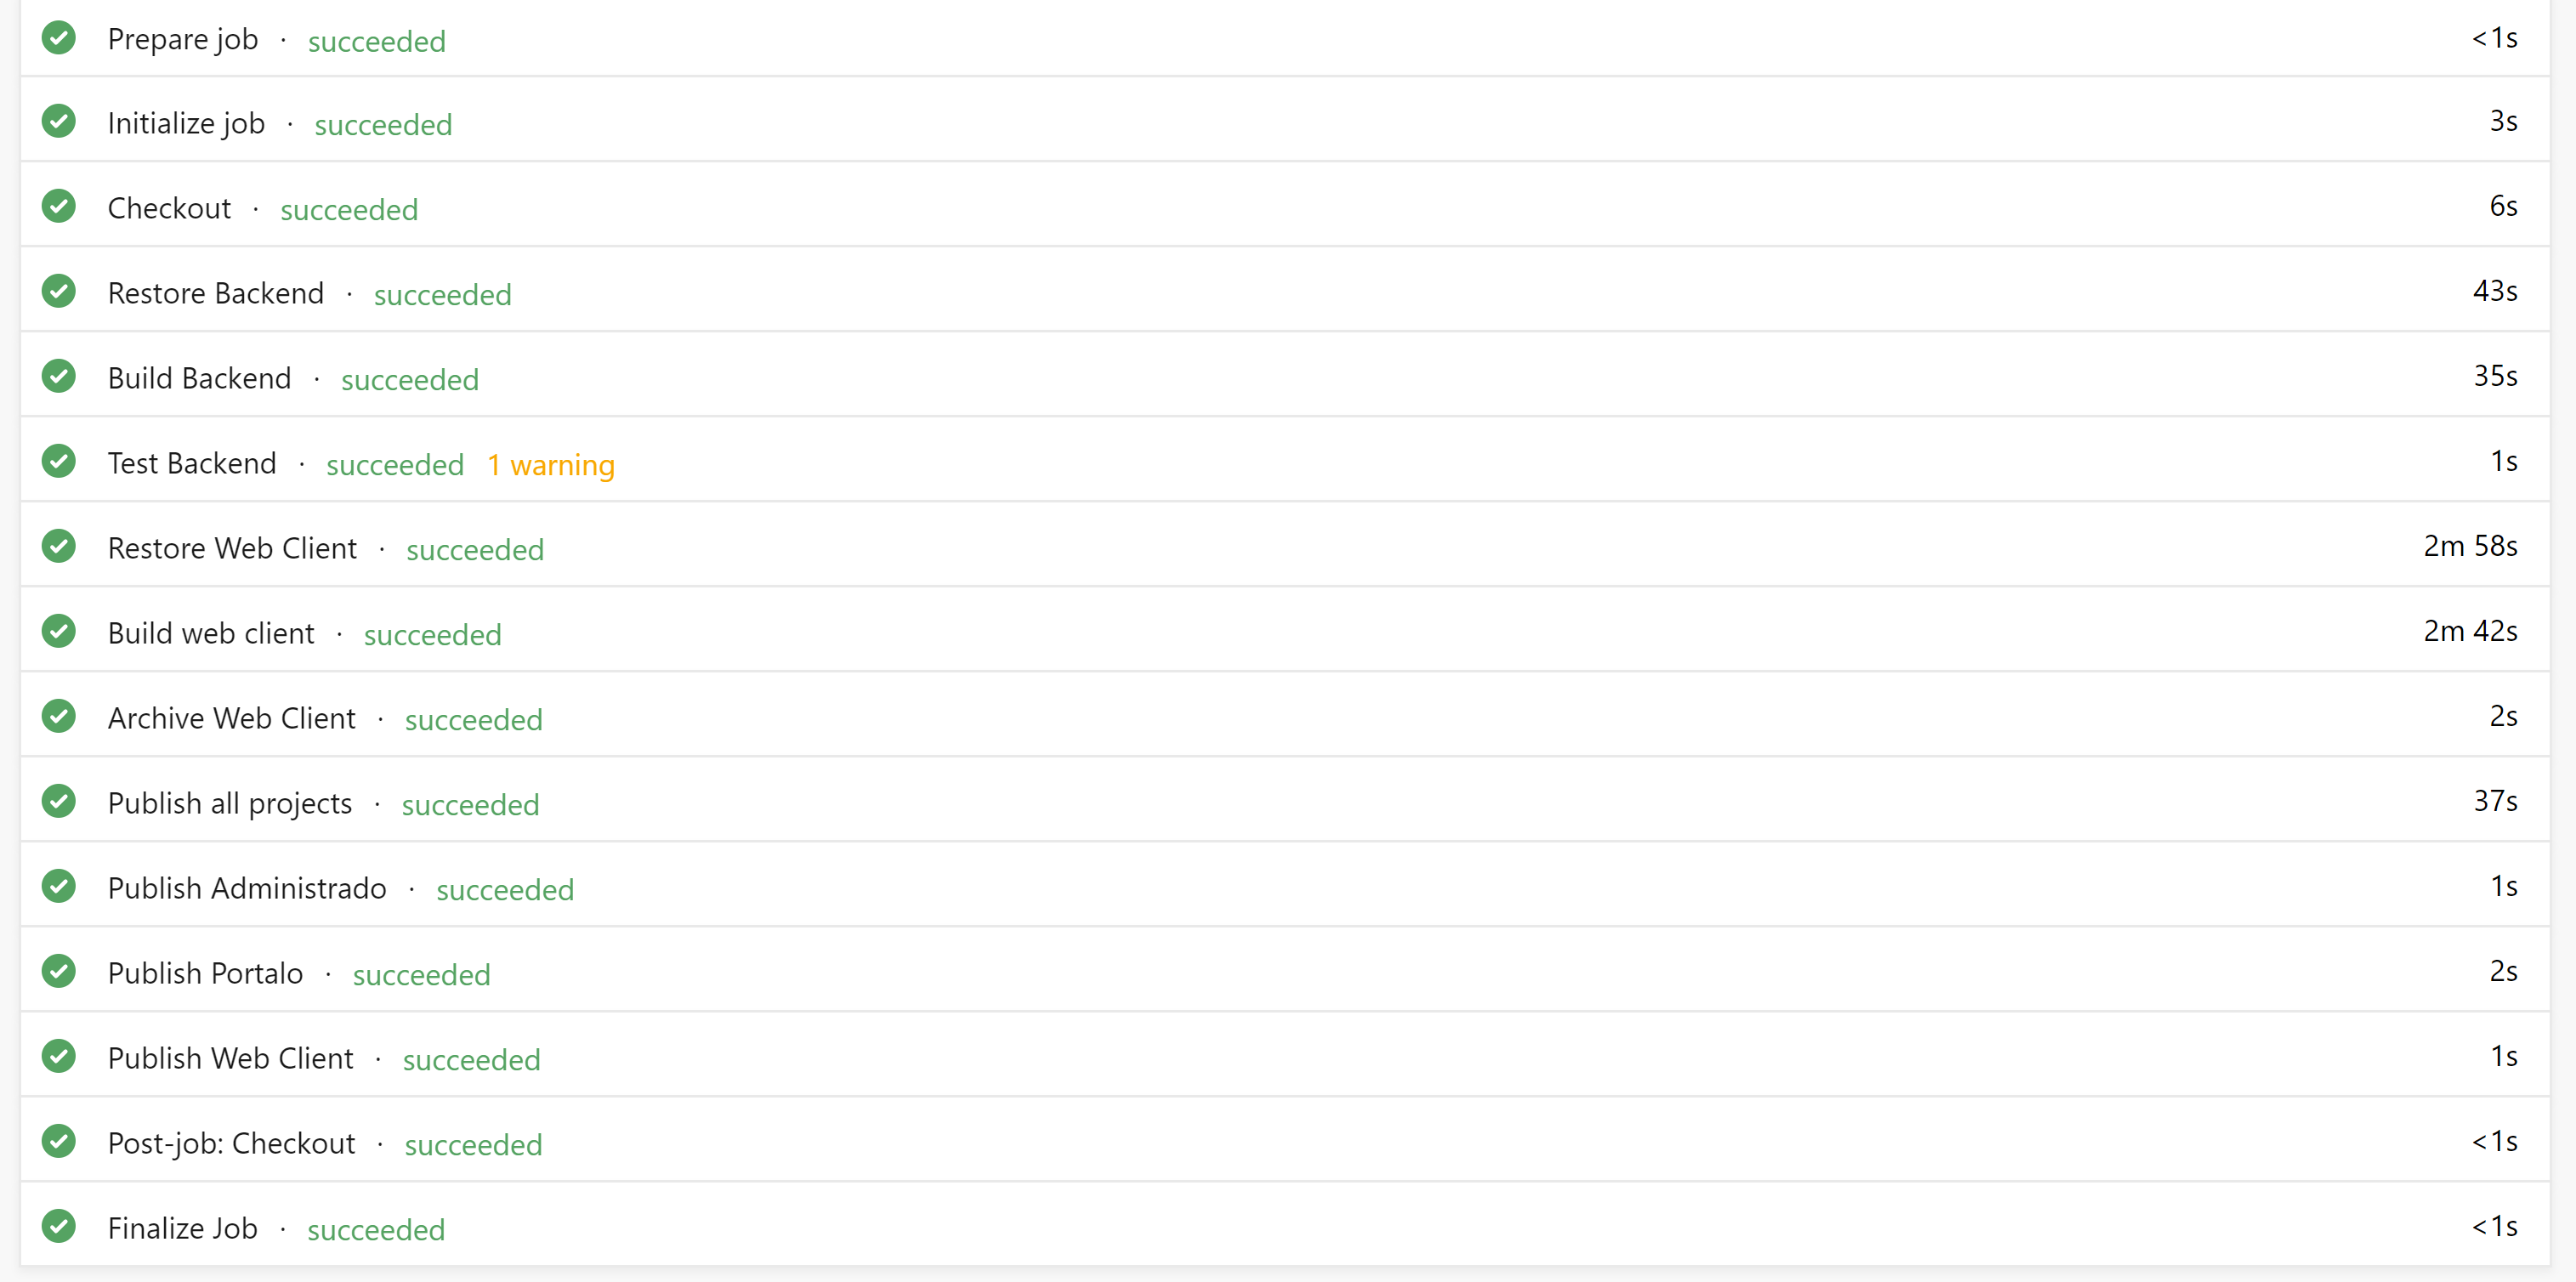 Prepare job · succeeded <1s
Initialize job · succeeded 3s
Checkout · succeeded 6s
Restore Backend · succeeded 43s
Build Backend · succeeded 35s
Test Backend · succeeded 1 warning 1s
Restore Web Client · succeeded 2m 58s
Build web client · succeeded 2m 42s
Archive Web Client · succeeded 2s
Publish all projects · succeeded 37s
Publish Administrado · succeeded 1s
Publish Portalo · succeeded 2s
Publish Web Client · succeeded 1s
Post-job: Checkout · succeeded <1s
Finalize Job · succeeded <1s